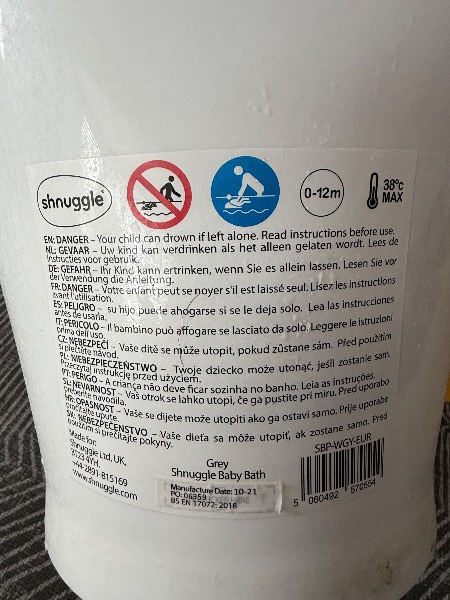 shnuggle
0-12m
38ºC
MAX
EN: DANGER – Your child can drown if left alone. Read instructions before use.
NL: GEVAAR – Uw kind kan verdrinken als het alleen gelaten wordt. Lees de
instructies voor gebruik.
DE: GEFAHR – Ihr Kind kann ertrinken, wenn Sie es allein lassen. Lesen Sie vor
der Verwendung die Anleitung.
FR: DANGER – Votre enfant peut se noyer s'il est laissé seul. Lisez les instructions
avant l'utilisation.
ES: PELIGRO – su hijo puede ahogarse si se le deja solo. Lea las instrucciones
antes de usarla.
IT: PERICOLO – Il bambino può affogare se lasciato da solo. Leggere le istruzioni
prima dell'uso.
CZ: NEBEZPEČÍ – Vaše dítě se může utopit, pokud zůstane sám. Před použitím
si přečtěte návod.
PL: NIEBEZPIECZEŃSTWO – Twoje dziecko może utonąć, jeśli zostanie sam.
Przeczytaj instrukcję przed użyciem.
PT: PERIGO – A criança não deve ficar sozinha no banho. Leia as instruções.
SL: NEVARNOST – Vaš otrok se lahko utopi, če ga pustite pri miru. Pred uporabo
preberite navodila.
HR: OPASNOST – Vaše se dijete može utopiti ako ga ostavi samo. Prije uporabe
pročitajte upute.
SK: NEBEZPEČENSTVO – Vaše dieťa sa môže utopiť, ak zostane samo. Pred
použitím si prečítajte pokyny.
Made for:
Shnuggle Ltd, UK,
BT23 4YH.
+44-2891-815169
www.shnuggle.com
Grey
Shnuggle Baby Bath
Manufacture Date: 10-21
PO: 06359
BS EN 17072: 2018
SBP-WGY-EUR
5 060492 570554